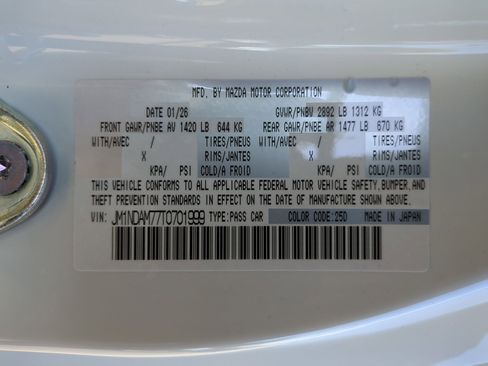 MFD. BY MAZDA MOTOR CORPORATION
DATE 01/26 GVWR/PNBV 2892 LB 1312 KG
FRONT GAWR/PNBE AV 1420 LB 644 KG REAR GAWR/PNBE AR 1477 LB 670 KG
WITH/AVEC / TIRES/PNEUS WITH/AVEC / TIRES/PNEUS
X RIMS/JANTES X RIMS/JANTES
KPA/ PSI COLD/A FROID KPA/ PSI COLD/A FROID
THIS VEHICLE CONFORMS TO ALL APPLICABLE FEDERAL MOTOR VEHICLE SAFETY, BUMPER, AND
THEFT PREVENTION STANDARDS IN EFFECT ON THE DATE OF MANUFACTURE SHOWN ABOVE.
VIN: JM1NDAM77T0701999 TYPE:PASS CAR COLOR CODE:25D MADE IN JAPAN